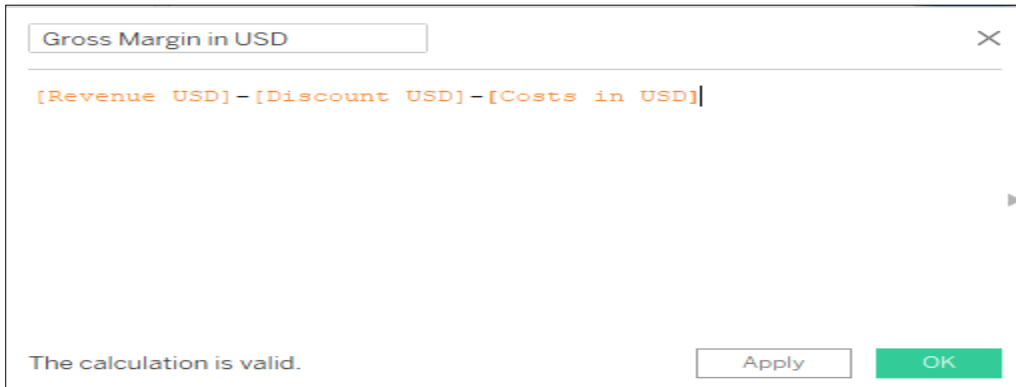 Gross Margin in USD
[Revenue USD]-[Discount USD]-[Costs in USD]
The calculation is valid.
Apply
OK